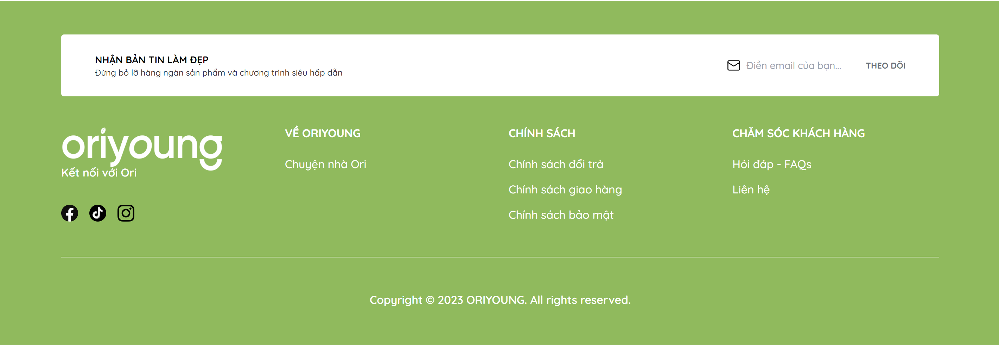 NHẬN BẢN TIN LÀM ĐẸP
Đừng bỏ lỡ hàng ngàn sản phẩm và chương trình siêu hấp dẫn
Điền email của bạn...
THEO DÕI
oriyoung
Kết nối với Ori
VỀ ORIYOUNG
Chuyện nhà Ori
CHÍNH SÁCH
Chính sách đổi trả
Chính sách giao hàng
Chính sách bảo mật
CHĂM SÓC KHÁCH HÀNG
Hỏi đáp - FAQs
Liên hệ
Copyright © 2023 ORIYOUNG. All rights reserved.